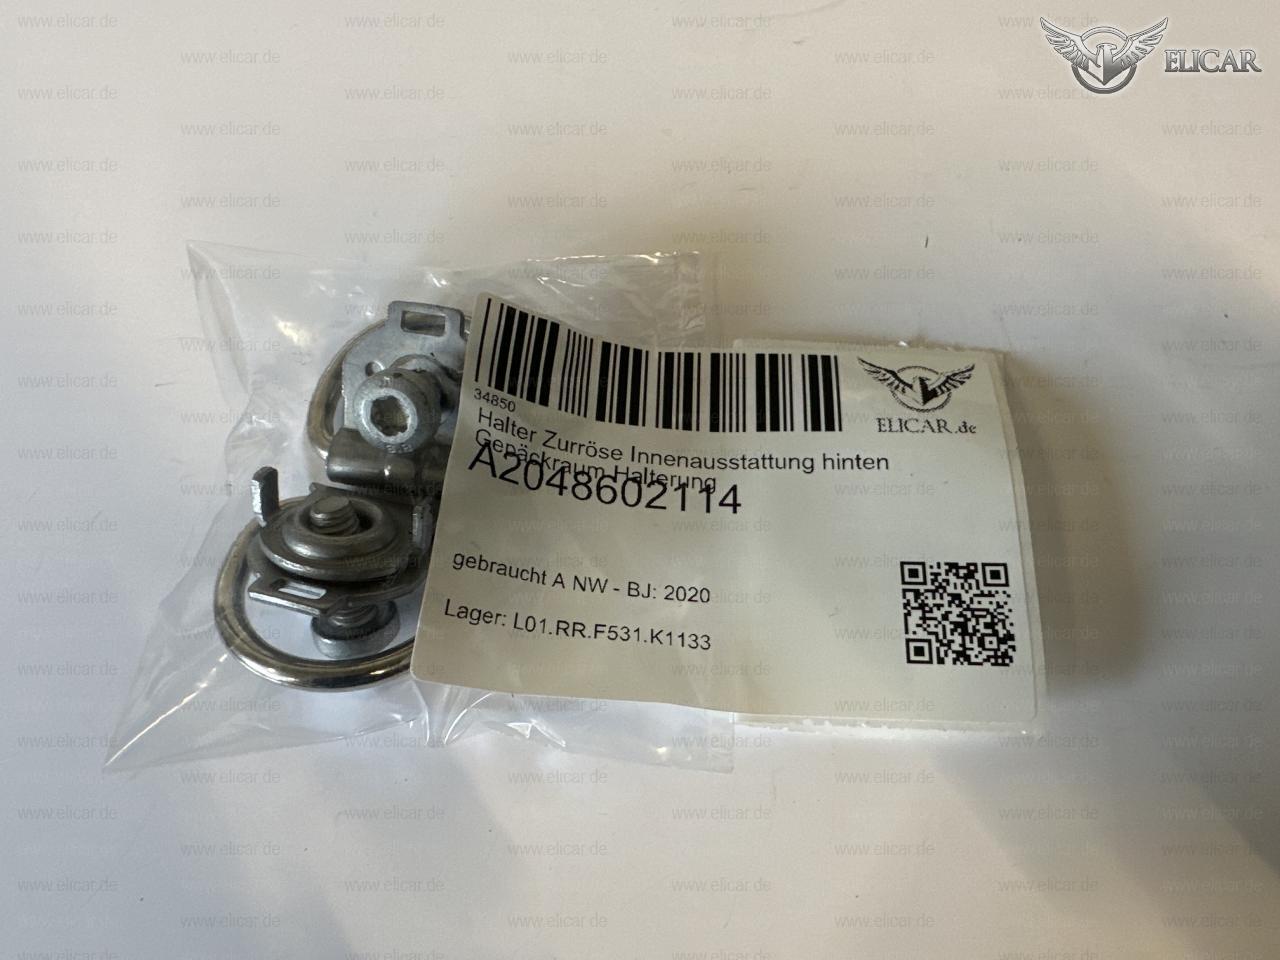 ELICAR
34850
Halter Zurröse Innenausstattung hinten
Gepäckraum Halterung
A2048602114
ELICAR.de
gebraucht A NW - BJ: 2020
Lager: L01.RR.F531.K1133
www.elicar.de